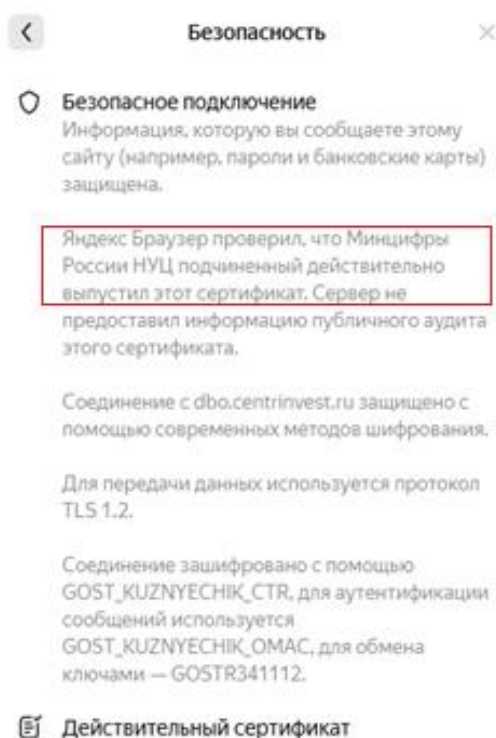 Безопасность
Безопасное подключение
Информация, которую вы сообщаете этому
сайту (например, пароли и банковские карты)
защищена.
Яндекс Браузер проверил, что Минцифры
России НУЦ подчиненный действительно
выпустил этот сертификат. Сервер не
предоставил информацию публичного аудита
этого сертификата.
Соединение с dbo.centrinvest.ru защищено с
помощью современных методов шифрования.
Для передачи данных используется протокол
TLS 1.2.
Соединение зашифровано с помощью
GOST_KUZNYECHIK_CTR, для аутентификации
сообщений используется
GOST_KUZNYECHIK_OMAC, для обмена
ключами — GOSTR341112.
Действительный сертификат